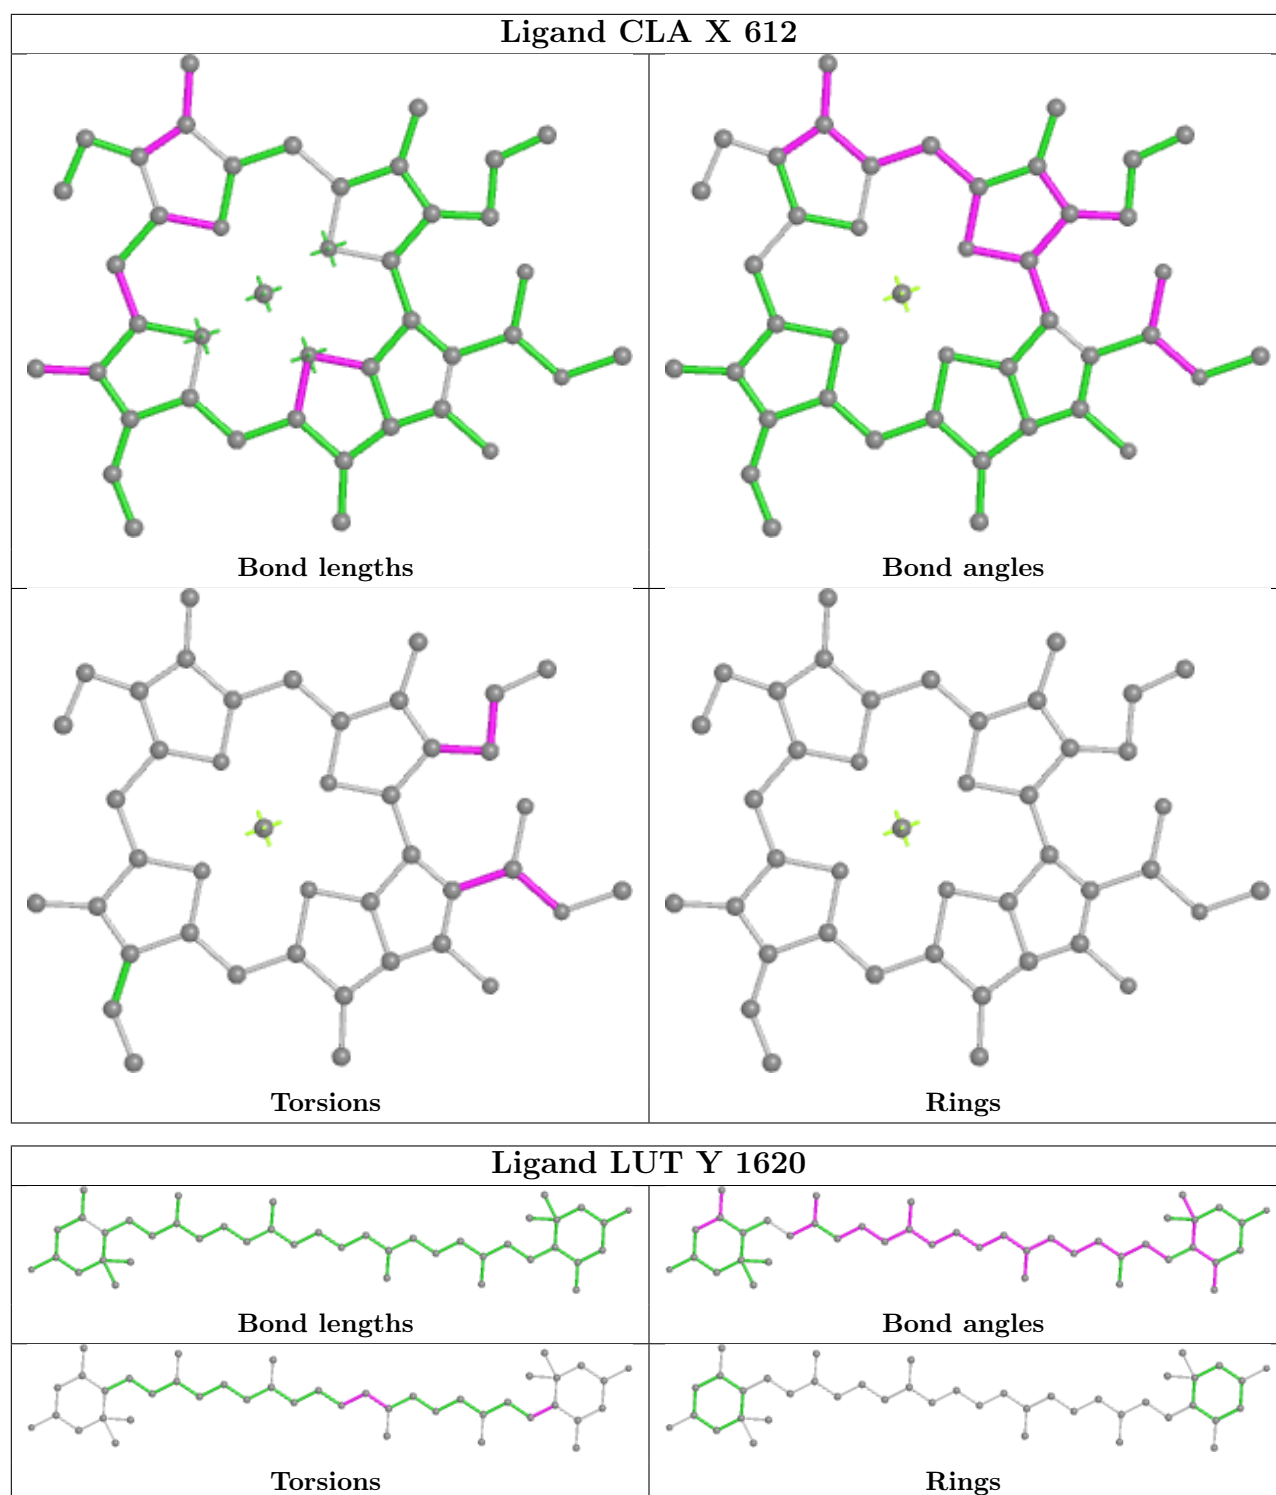 Ligand CLA X 612
Bond lengths
Bond angles
Torsions
Rings
Ligand LUT Y 1620
Bond lengths
Bond angles
Torsions
Rings